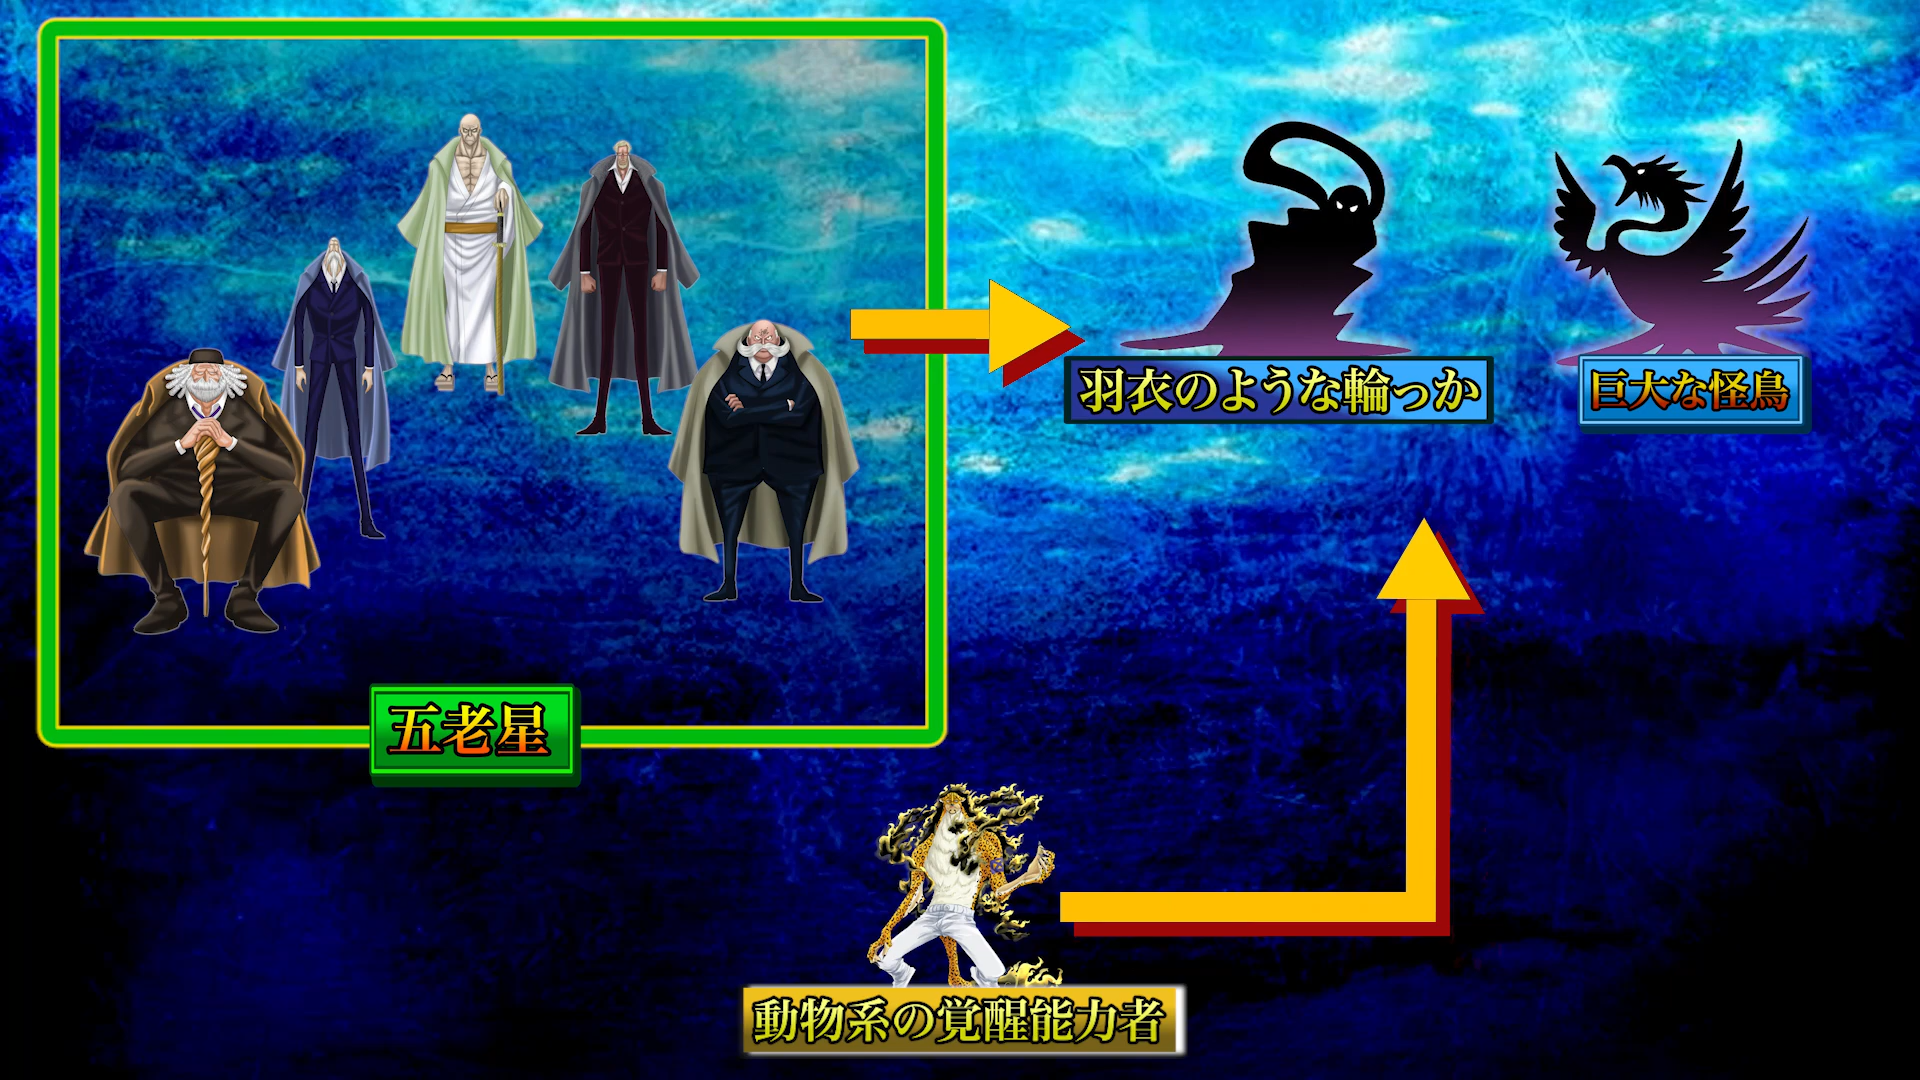 羽衣のような輪っか
巨大な怪鳥
五老星
動物系の覚醒能力者